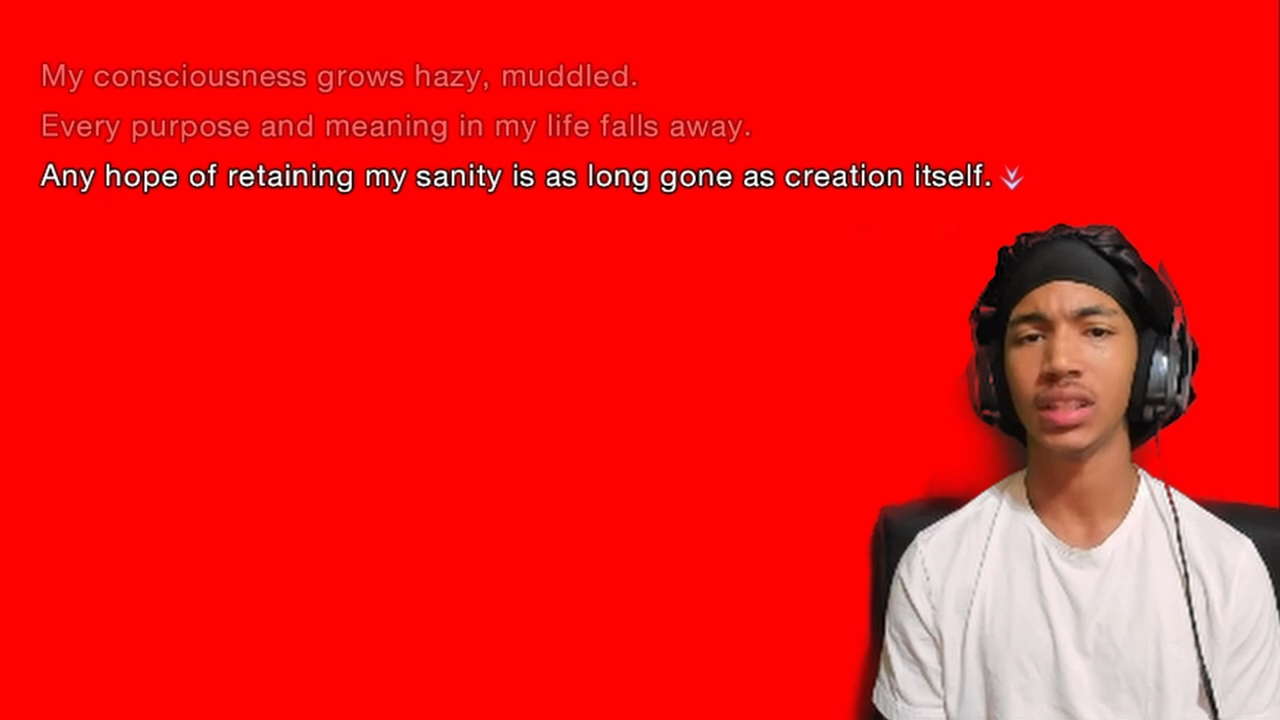 My consciousness grows hazy, muddled.
Every purpose and meaning in my life falls away.
Any hope of retaining my sanity is as long gone as creation itself.